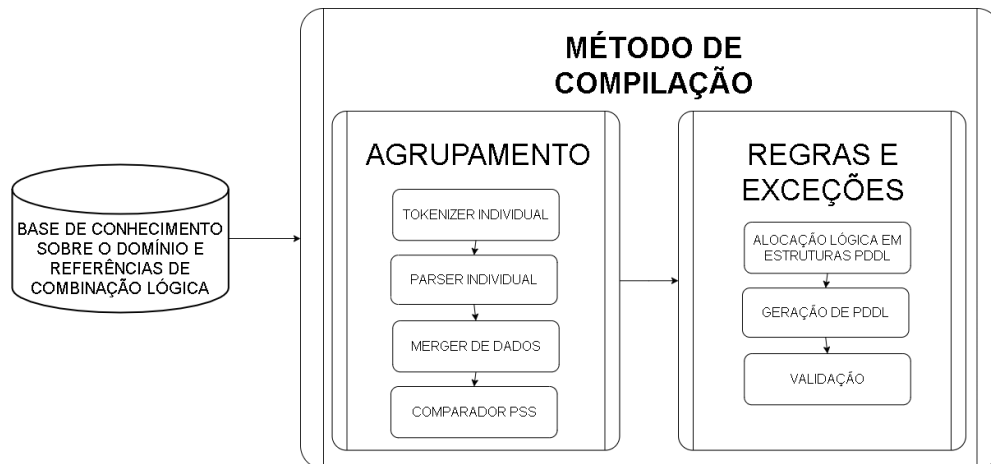 MÉTODO DE
COMPILAÇÃO
BASE DE CONHECIMENTO
SOBRE O DOMÍNIO E
REFERÊNCIAS DE
COMBINAÇÃO LÓGICA
AGRUPAMENTO
TOKENIZER INDIVIDUAL
PARSER INDIVIDUAL
MERGER DE DADOS
COMPARADOR PSS
REGRAS E
EXCEÇÕES
ALOCAÇÃO LÓGICA EM
ESTRUTURAS PDDL
GERAÇÃO DE PDDL
VALIDAÇÃO